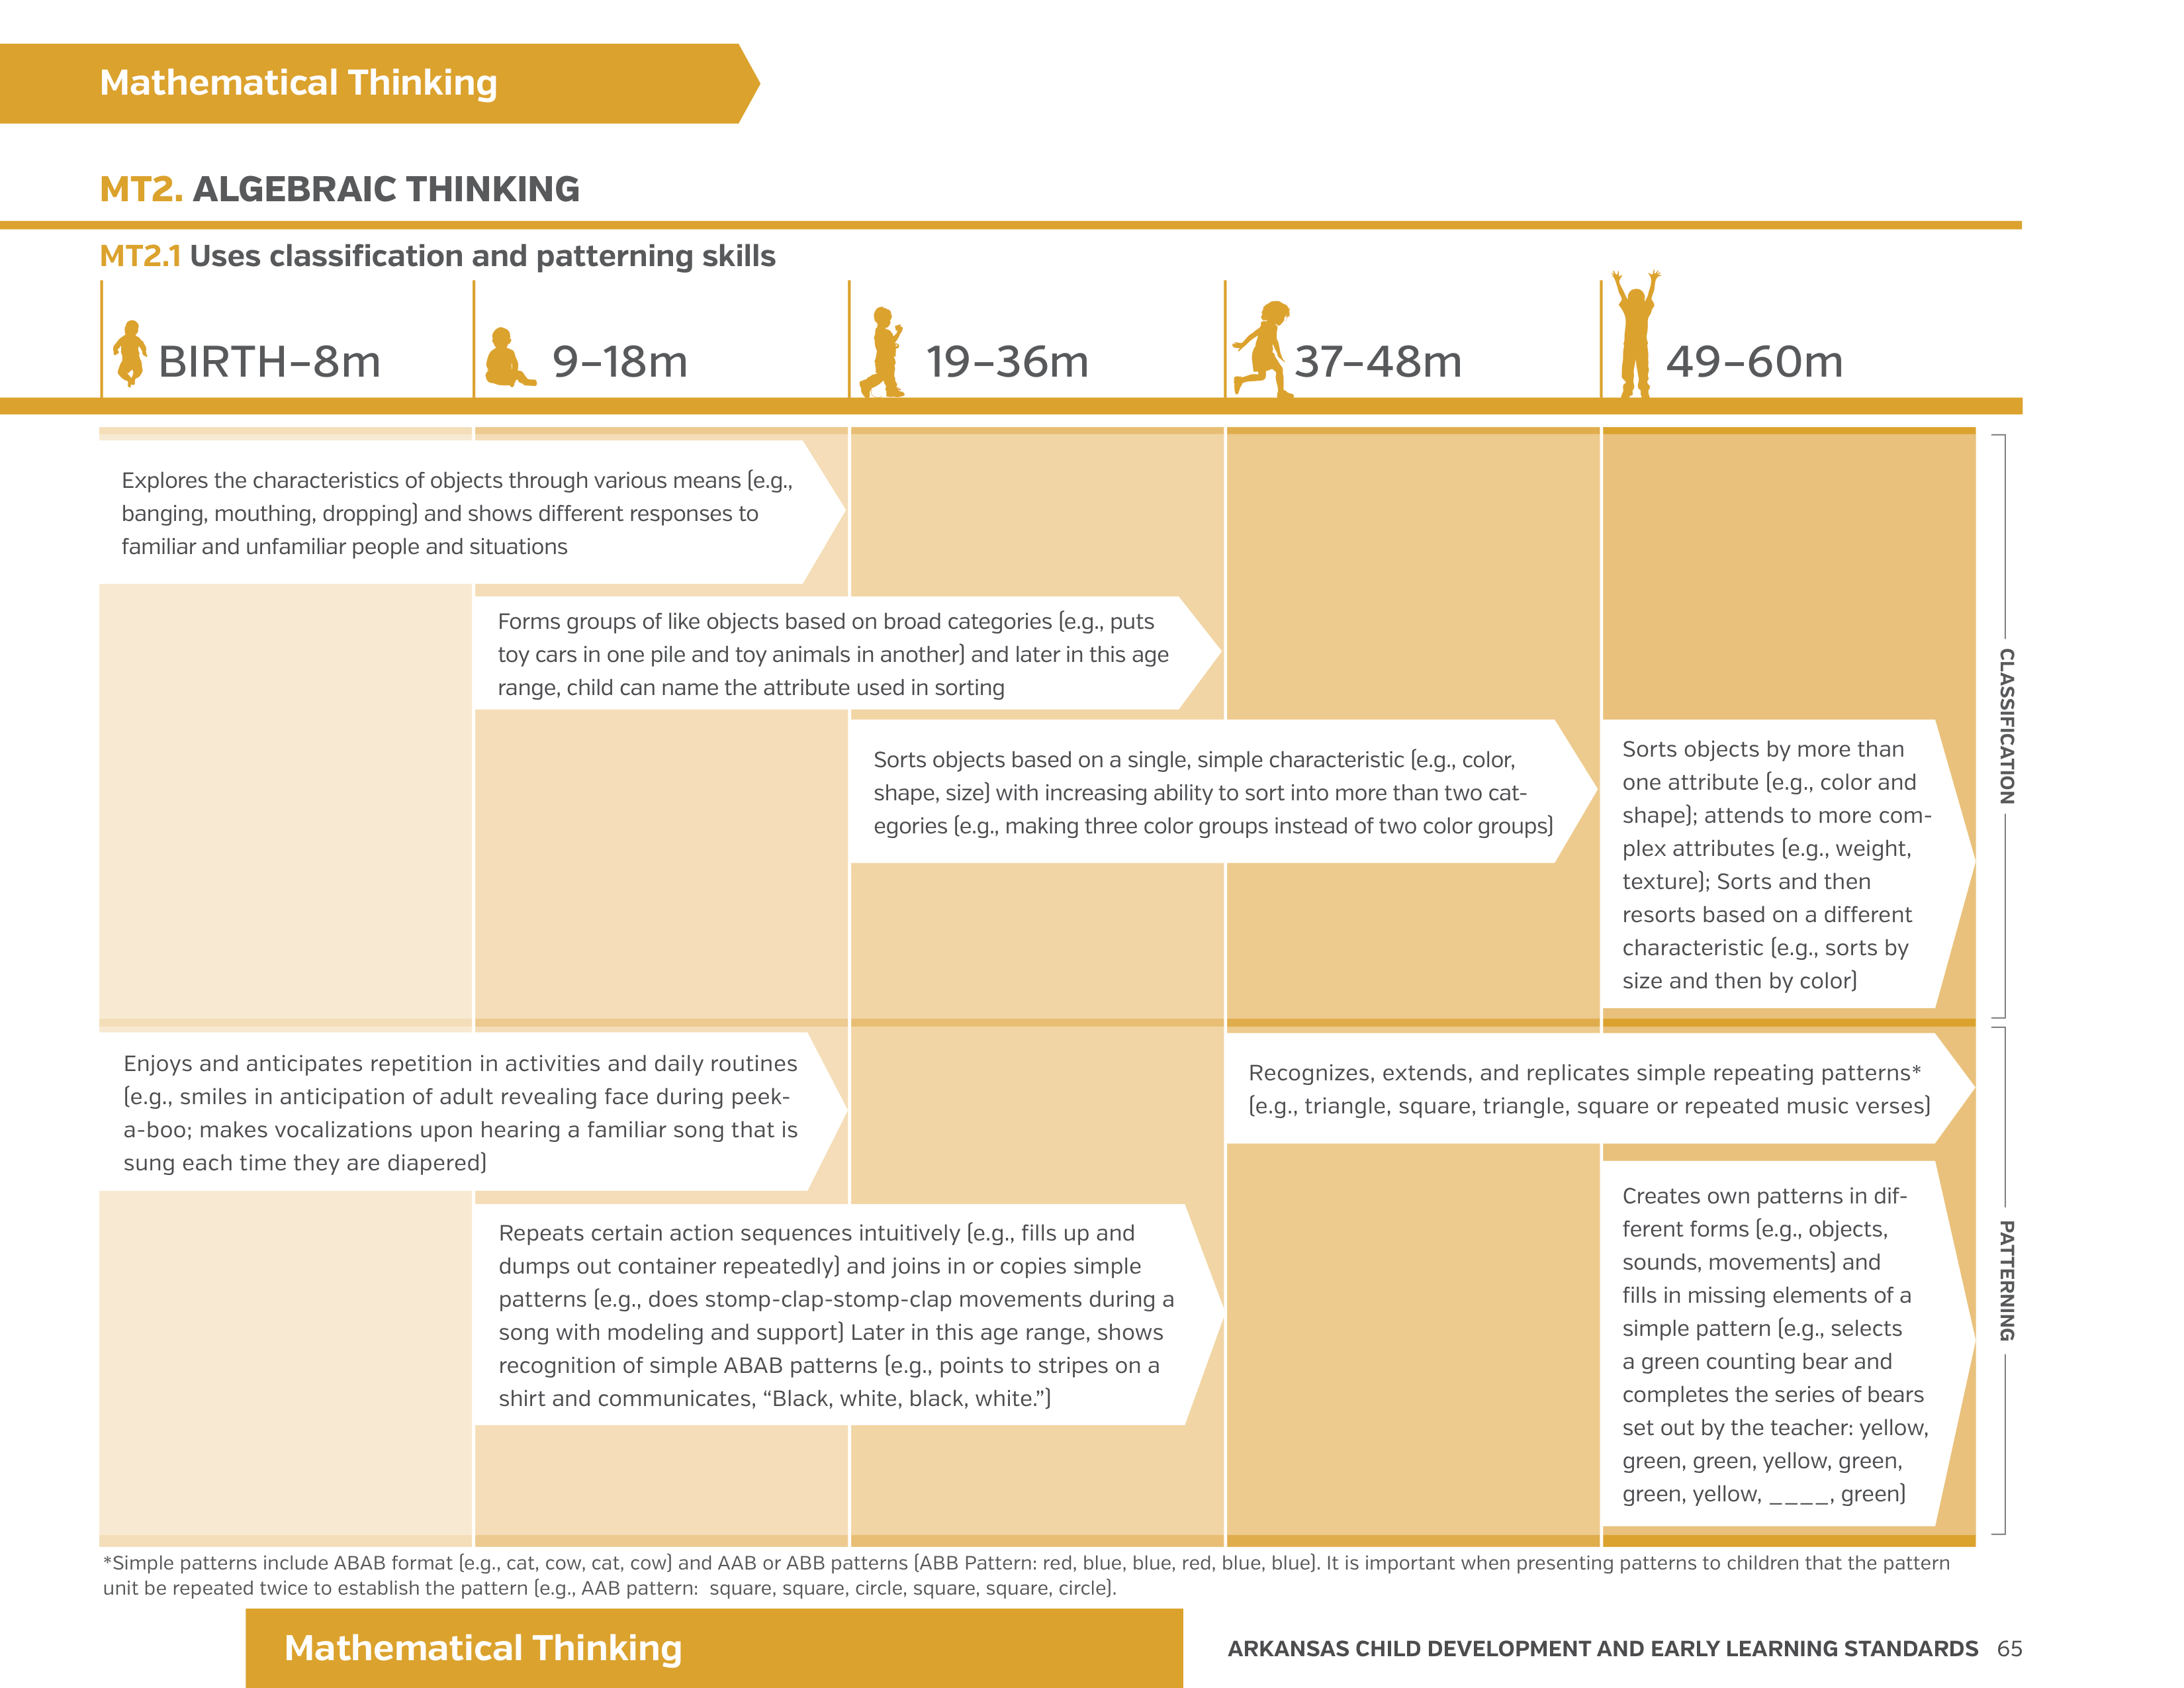 Mathematical Thinking
MT2. ALGEBRAIC THINKING
MT2.1 Uses classification and patterning skills
BIRTH–8m
9–18m
19–36m
37–48m
49–60m
Explores the characteristics of objects through various means (e.g.,
banging, mouthing, dropping) and shows different responses to
familiar and unfamiliar people and situations
Forms groups of like objects based on broad categories (e.g., puts
toy cars in one pile and toy animals in another) and later in this age
range, child can name the attribute used in sorting
Sorts objects based on a single, simple characteristic (e.g., color,
shape, size) with increasing ability to sort into more than two cat-
egories (e.g., making three color groups instead of two color groups)
Sorts objects by more than
one attribute (e.g., color and
shape); attends to more com-
plex attributes (e.g., weight,
texture); Sorts and then
resorts based on a different
characteristic (e.g., sorts by
size and then by color)
CLASSIFICATION
Enjoys and anticipates repetition in activities and daily routines
(e.g., smiles in anticipation of adult revealing face during peek-
a-boo; makes vocalizations upon hearing a familiar song that is
sung each time they are diapered)
Repeats certain action sequences intuitively (e.g., fills up and
dumps out container repeatedly) and joins in or copies simple
patterns (e.g., does stomp-clap-stomp-clap movements during a
song with modeling and support) Later in this age range, shows
recognition of simple ABAB patterns (e.g., points to stripes on a
shirt and communicates, “Black, white, black, white.”)
Recognizes, extends, and replicates simple repeating patterns*
(e.g., triangle, square, triangle, square or repeated music verses)
Creates own patterns in dif-
ferent forms (e.g., objects,
sounds, movements) and
fills in missing elements of a
simple pattern (e.g., selects
a green counting bear and
completes the series of bears
set out by the teacher: yellow,
green, green, yellow, green,
green, yellow, ____, green)
PATTERNING
*Simple patterns include ABAB format (e.g., cat, cow, cat, cow) and AAB or ABB patterns (ABB Pattern: red, blue, blue, red, blue, blue). It is important when presenting patterns to children that the pattern
unit be repeated twice to establish the pattern (e.g., AAB pattern:  square, square, circle, square, square, circle).
Mathematical Thinking
ARKANSAS CHILD DEVELOPMENT AND EARLY LEARNING STANDARDS 65